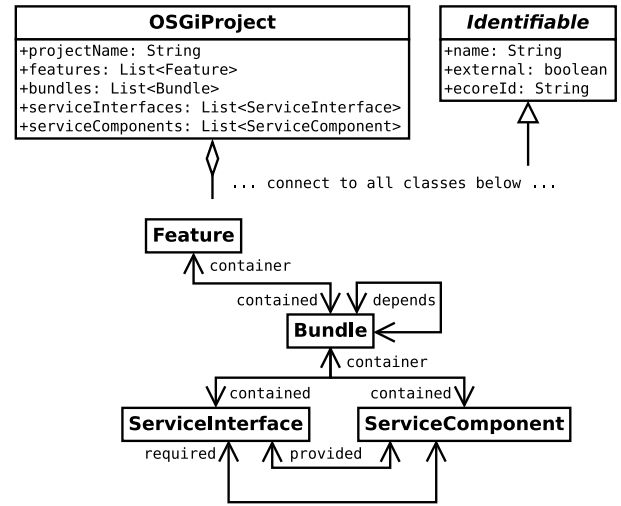 OSGiProject
+projectName: String
+features: List<Feature>
+bundles: List<Bundle>
+serviceInterfaces: List<ServiceInterface>
+serviceComponents: List<ServiceComponent>
Identifiable
+name: String
+external: boolean
+ecoreId: String
... connect to all classes below ...
Feature
container
contained
depends
Bundle
container
contained
contained
ServiceInterface
ServiceComponent
required
provided